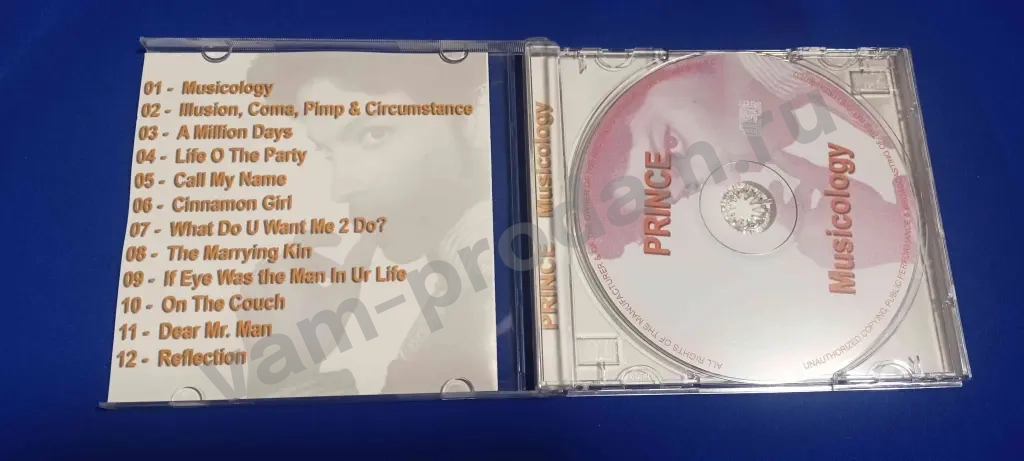 01 - Musicology
02 - Illusion, Coma, Pimp & Circumstance
03 - A Million Days
04 - Life O The Party
05 - Call My Name
06 - Cinnamon Girl
07 - What Do U Want Me 2 Do?
08 - The Marrying Kin
09 - If Eye Was the Man In Ur Life
10 - On The Couch
11 - Dear Mr. Man
12 - Reflection
PRINCE Musicology
PRINCE
Musicology
ALL RIGHTS OF THE MANUFACTURER &
UNAUTHORIZED COPYING, PUBLIC PERFORMANCE &
vam-prodam.ru